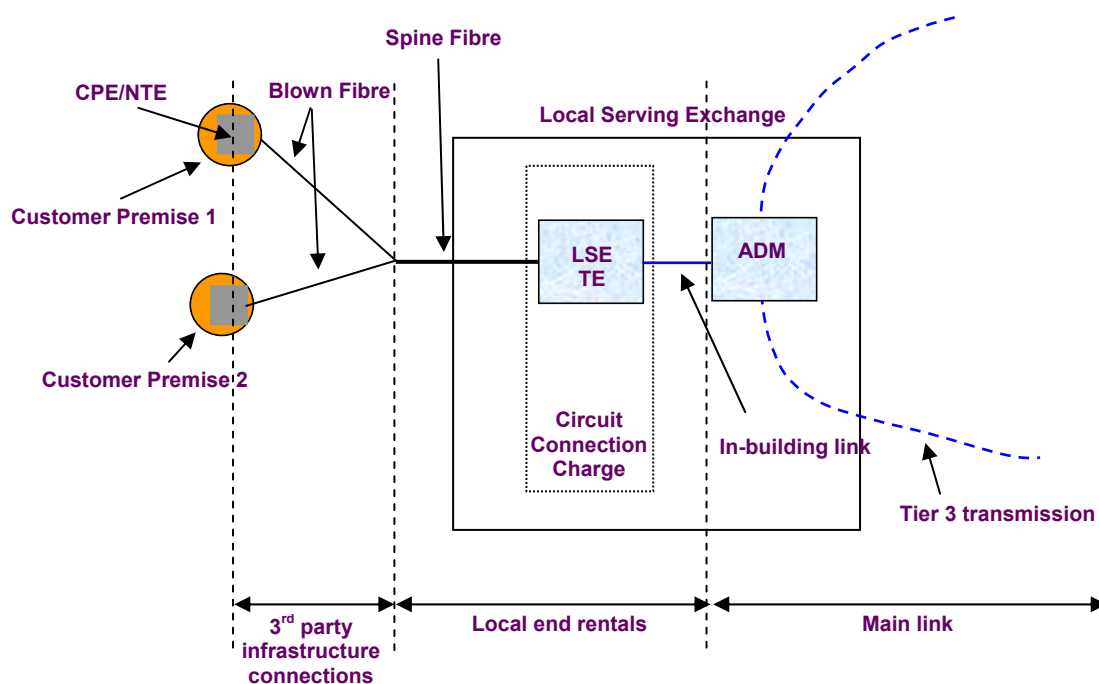 Spine Fibre
CPE/NTE
Blown Fibre
Local Serving Exchange
Customer Premise 1
LSE
TE
ADM
Customer Premise 2
Circuit
Connection
Charge
In-building link
Tier 3 transmission
3rd party
infrastructure
connections
Local end rentals
Main link